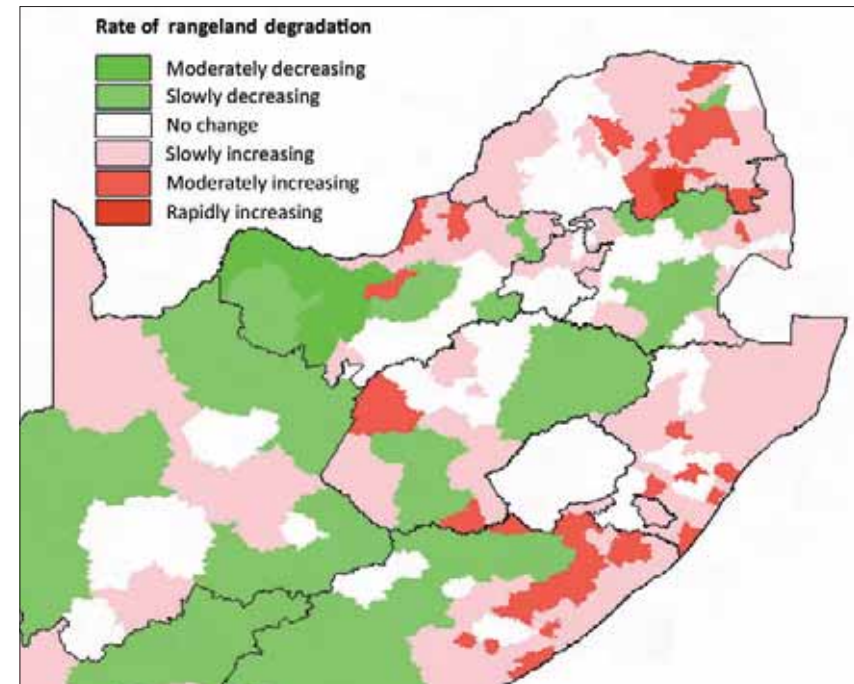 Rate of rangeland degradation
Moderately decreasing
Slowly decreasing
No change
Slowly increasing
Moderately increasing
Rapidly increasing